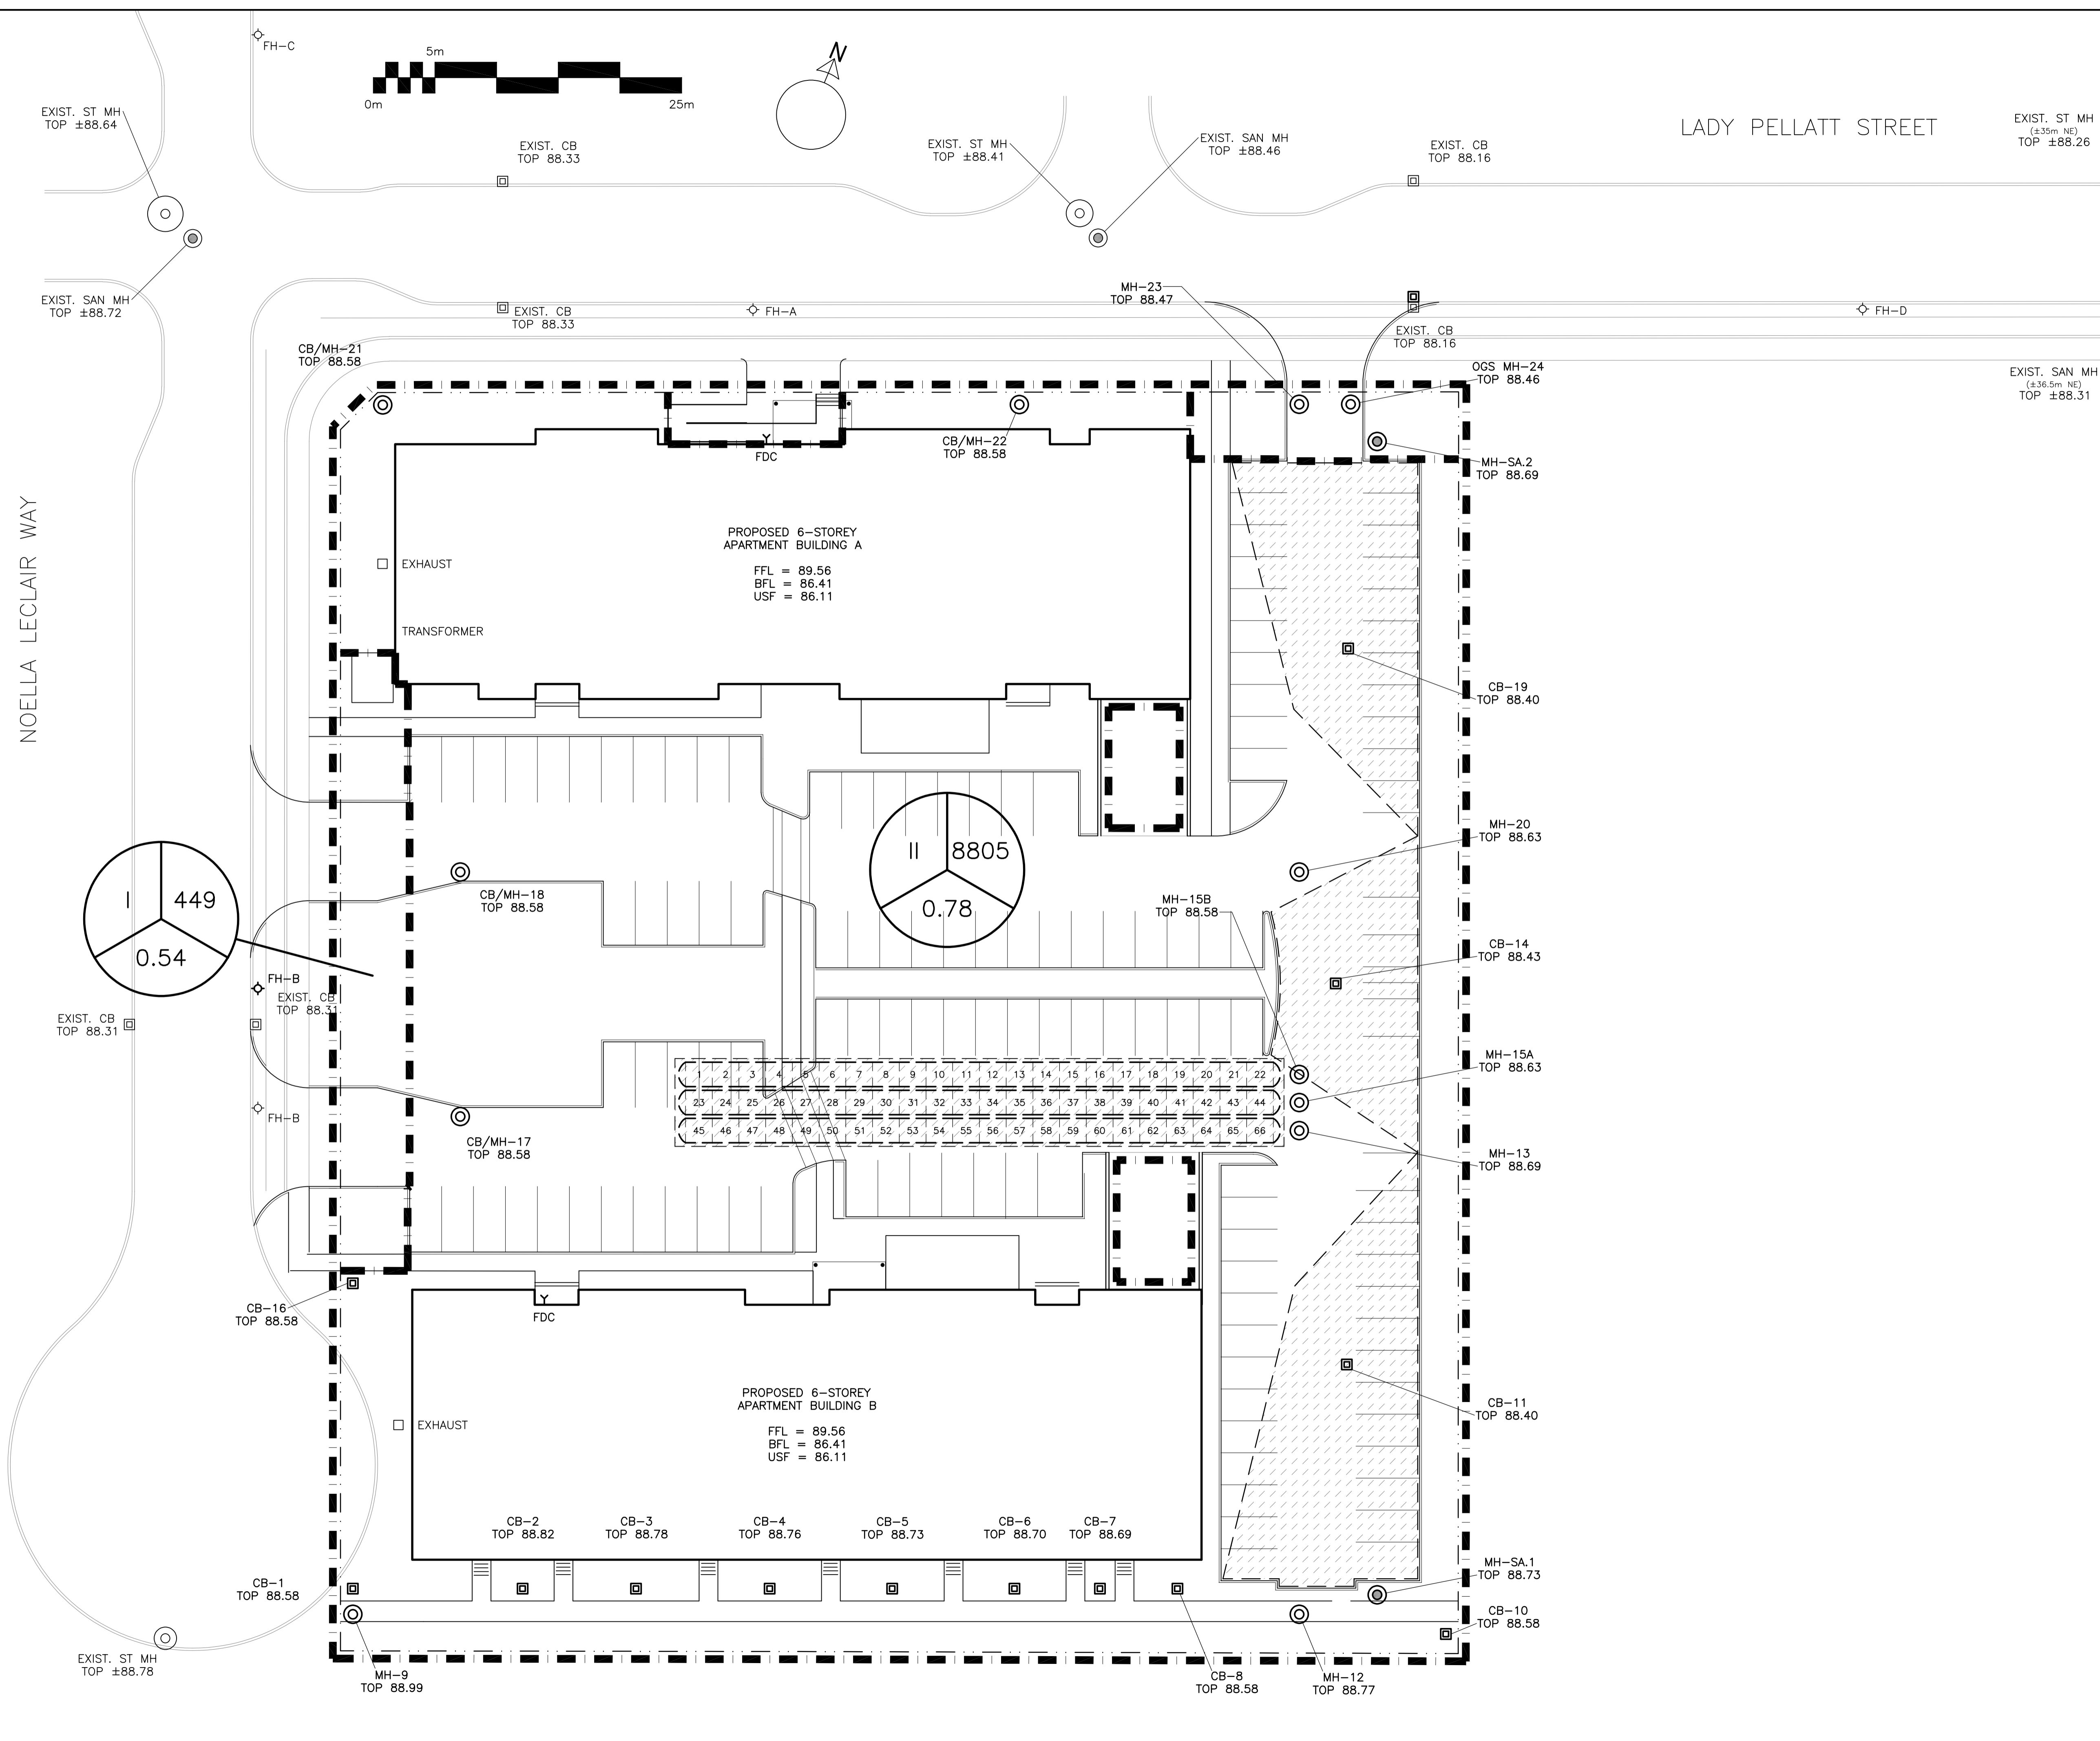 FH-C
5m
0m
25m
N
EXIST. ST MH
TOP ±88.64
EXIST. CB
TOP 88.33
EXIST. ST MH
TOP ±88.41
EXIST. SAN MH
TOP ±88.46
EXIST. CB
TOP 88.16
LADY PELLATT STREET
EXIST. ST MH
(±35m NE)
TOP ±88.26
EXIST. SAN MH
TOP ±88.72
EXIST. CB
TOP 88.33
FH-A
MH-23
TOP 88.47
EXIST. CB
TOP 88.16
FH-D
CB/MH-21
TOP 88.58
OGS MH-24
TOP 88.46
EXIST. SAN MH
(±36.5m NE)
TOP ±88.31
FDC
CB/MH-22
TOP 88.58
MH-SA.2
TOP 88.69
NOELLA LECLAIR WAY
PROPOSED 6-STOREY
APARTMENT BUILDING A
FFL = 89.56
BFL = 86.41
USF = 86.11
EXHAUST
TRANSFORMER
CB-19
TOP 88.40
MH-20
TOP 88.63
I
449
0.54
II
8805
0.78
CB/MH-18
TOP 88.58
MH-15B
TOP 88.58
CB-14
TOP 88.43
FH-B
EXIST. CB
TOP 88.31
EXIST. CB
TOP 88.31
MH-15A
TOP 88.63
1 2 3 4 5 6 7 8 9 10 11 12 13 14 15 16 17 18 19 20 21 22
23 24 25 26 27 28 29 30 31 32 33 34 35 36 37 38 39 40 41 42 43 44
45 46 47 48 49 50 51 52 53 54 55 56 57 58 59 60 61 62 63 64 65 66
FH-B
CB/MH-17
TOP 88.58
MH-13
TOP 88.69
CB-16
TOP 88.58
FDC
PROPOSED 6-STOREY
APARTMENT BUILDING B
FFL = 89.56
BFL = 86.41
USF = 86.11
EXHAUST
CB-11
TOP 88.40
CB-2
TOP 88.82
CB-3
TOP 88.78
CB-4
TOP 88.76
CB-5
TOP 88.73
CB-6
TOP 88.70
CB-7
TOP 88.69
CB-1
TOP 88.58
MH-SA.1
TOP 88.73
CB-10
TOP 88.58
EXIST. ST MH
TOP ±88.78
MH-9
TOP 88.99
CB-8
TOP 88.58
MH-12
TOP 88.77